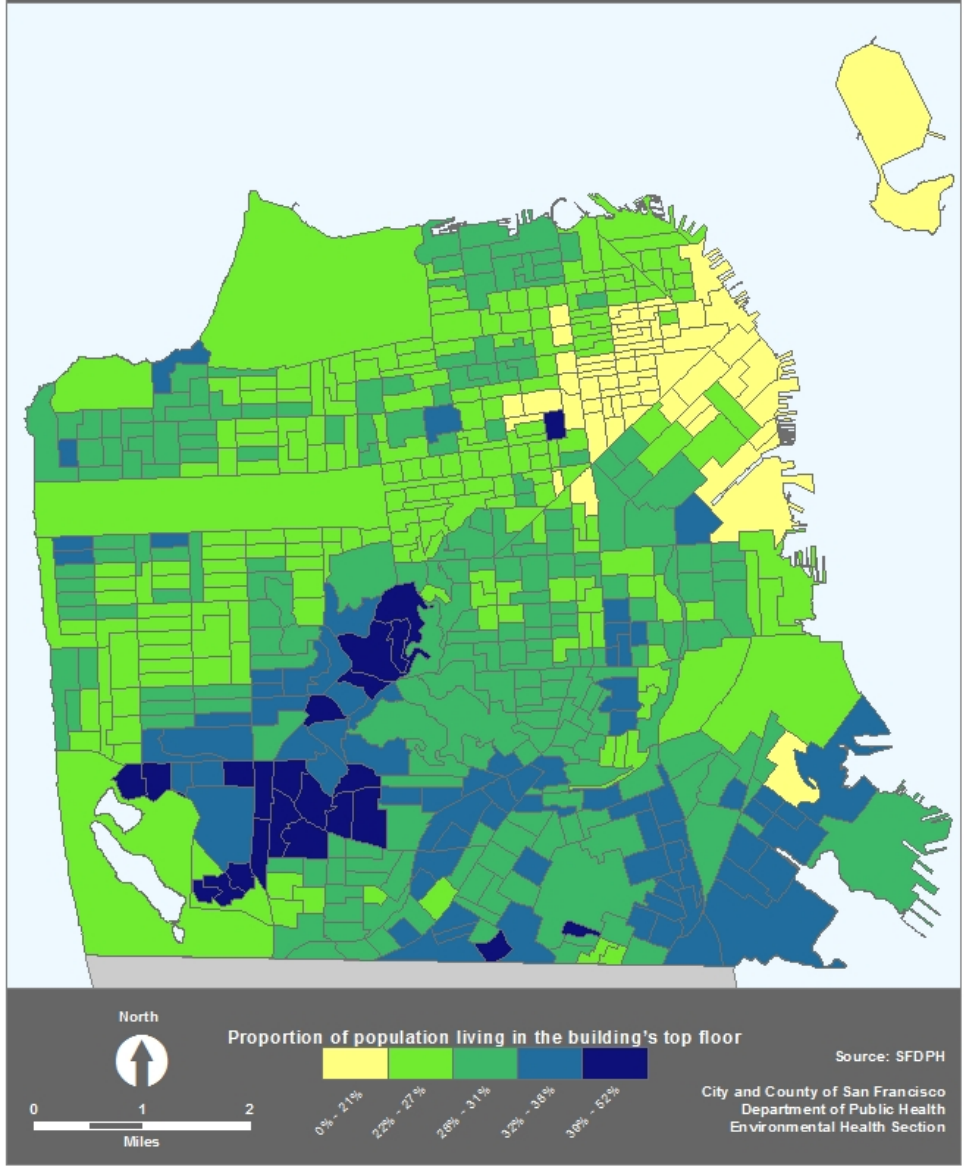 North
Proportion of population living in the building's top floor
Source: SFDPH
0% - 21%
22% - 27%
28% - 31%
32% - 38%
39% - 52%
City and County of San Francisco
Department of Public Health
Environmental Health Section
0 1 2
Miles